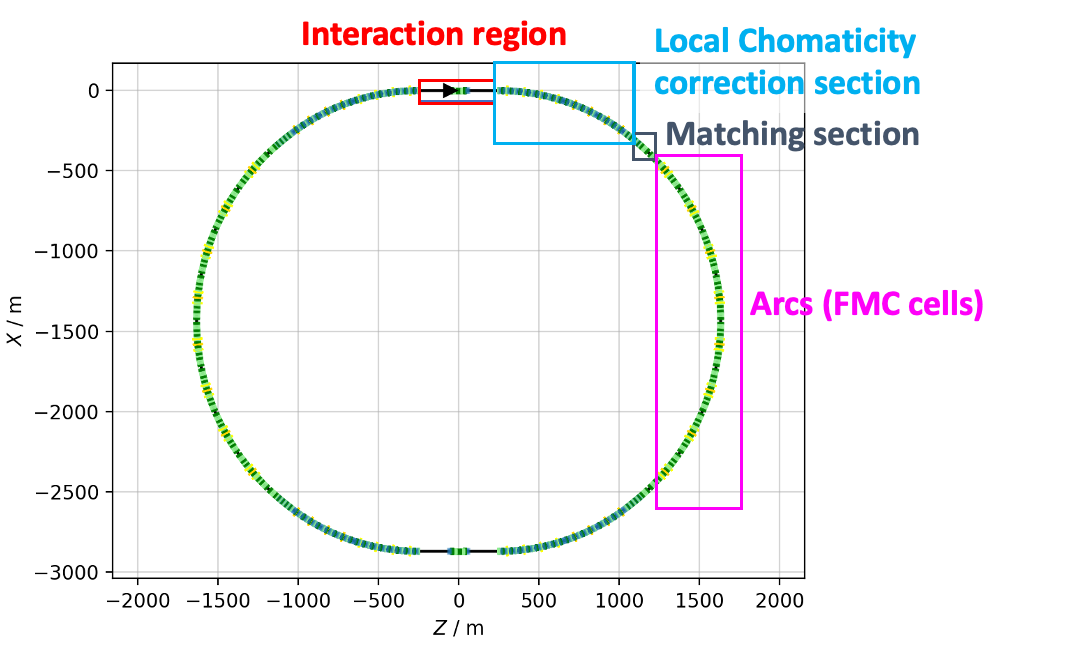 Interaction region
Local Chomaticity
correction section
Matching section
Arcs (FMC cells)
0
−500
−1000
−1500
−2000
−2500
−3000
X / m
−2000 −1500 −1000 −500 0 500 1000 1500 2000
Z / m